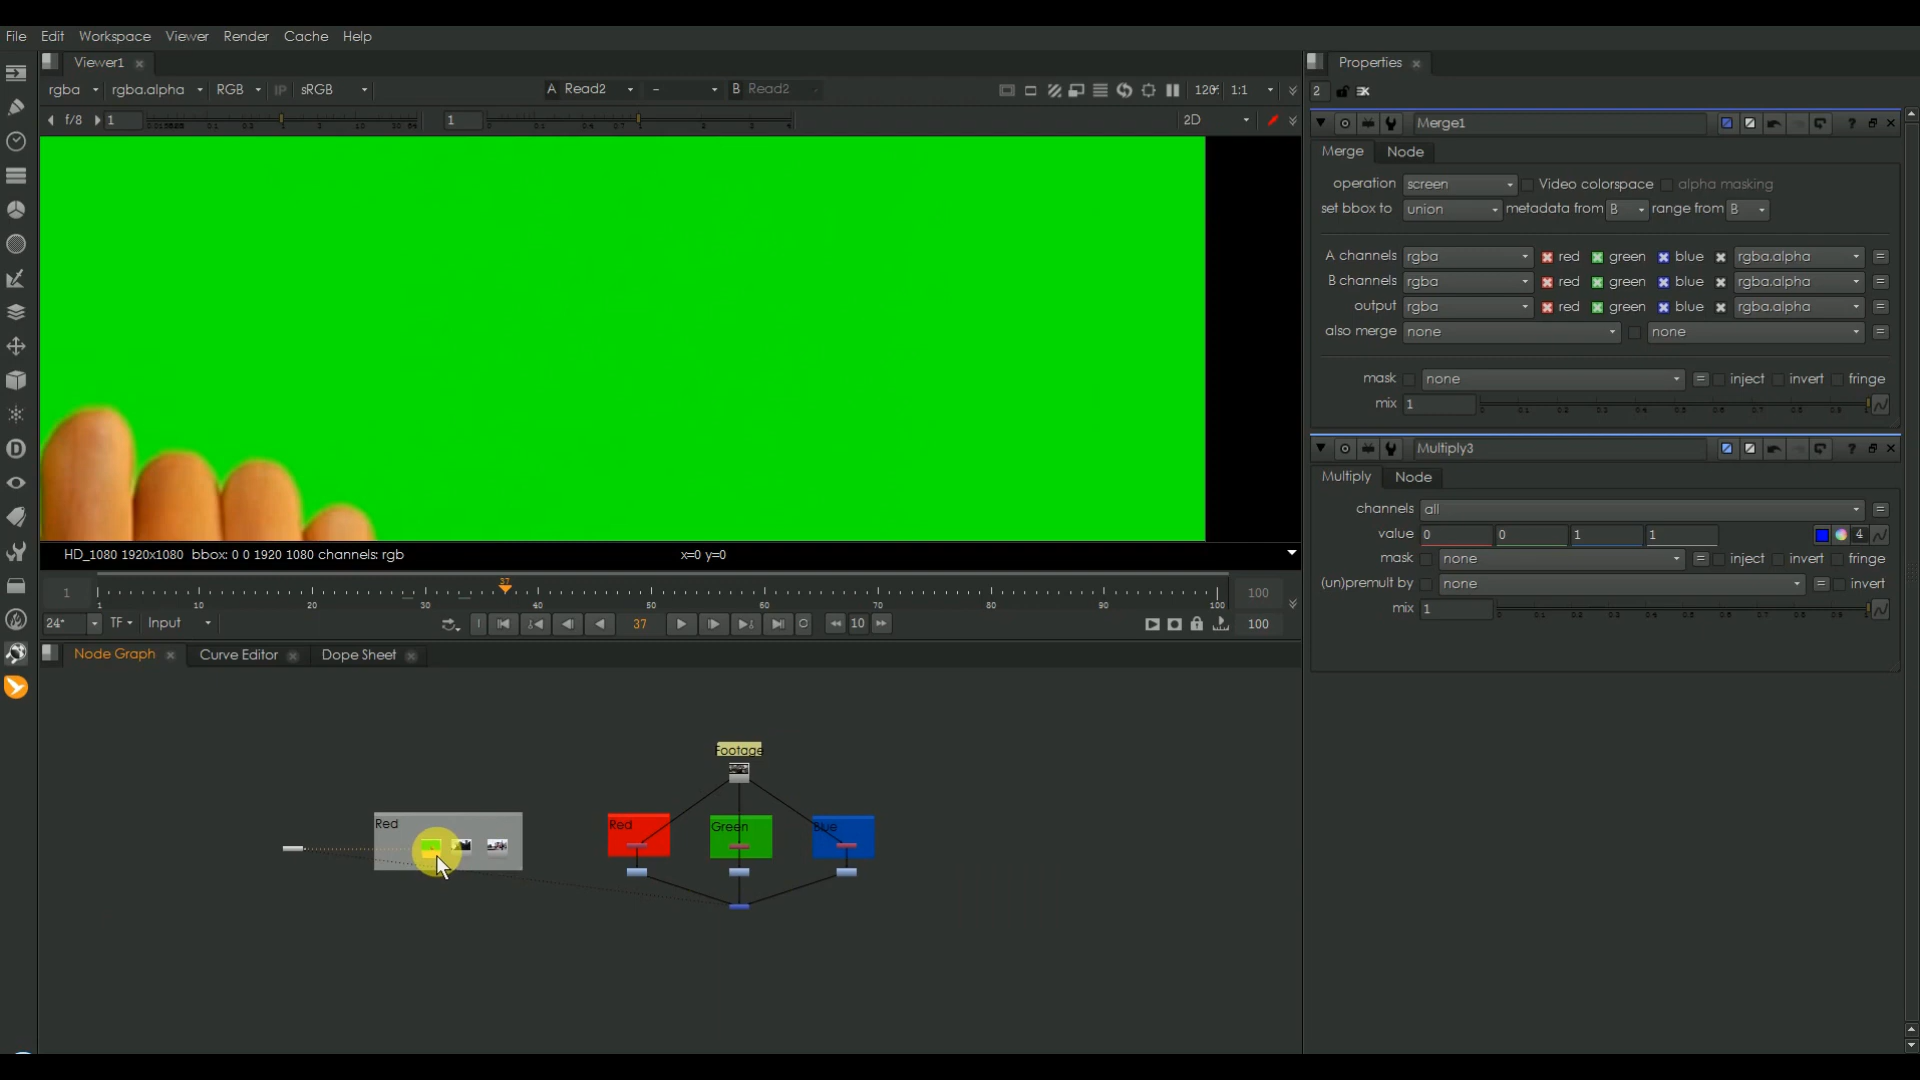 File Edit Workspace Viewer Render Cache Help
Viewer1
Properties
rgba rgba.alpha RGB IP sRGB A Read2 - B Read2 1:1
2
f/8 1 1 2D
Merge1
Merge Node
operation screen Video colorspace alpha masking
set bbox to union metadata from B range from B
A channels rgba red green blue rgba.alpha =
B channels rgba red green blue rgba.alpha =
output rgba red green blue rgba.alpha =
also merge none none =
mask none = inject invert fringe
mix 1
Multiply3
Multiply Node
channels all =
value 0 0 1 1 4
mask none = inject invert fringe
(un)premult by none = invert
mix 1
HD_1080 1920x1080 bbox: 0 0 1920 1080 channels: rgb x=0 y=0
37
1 100
1 10 20 30 40 50 60 70 80 90 100
24* TF Input 37 10 100
Node Graph Curve Editor Dope Sheet
Footage
Red Red Green Blue